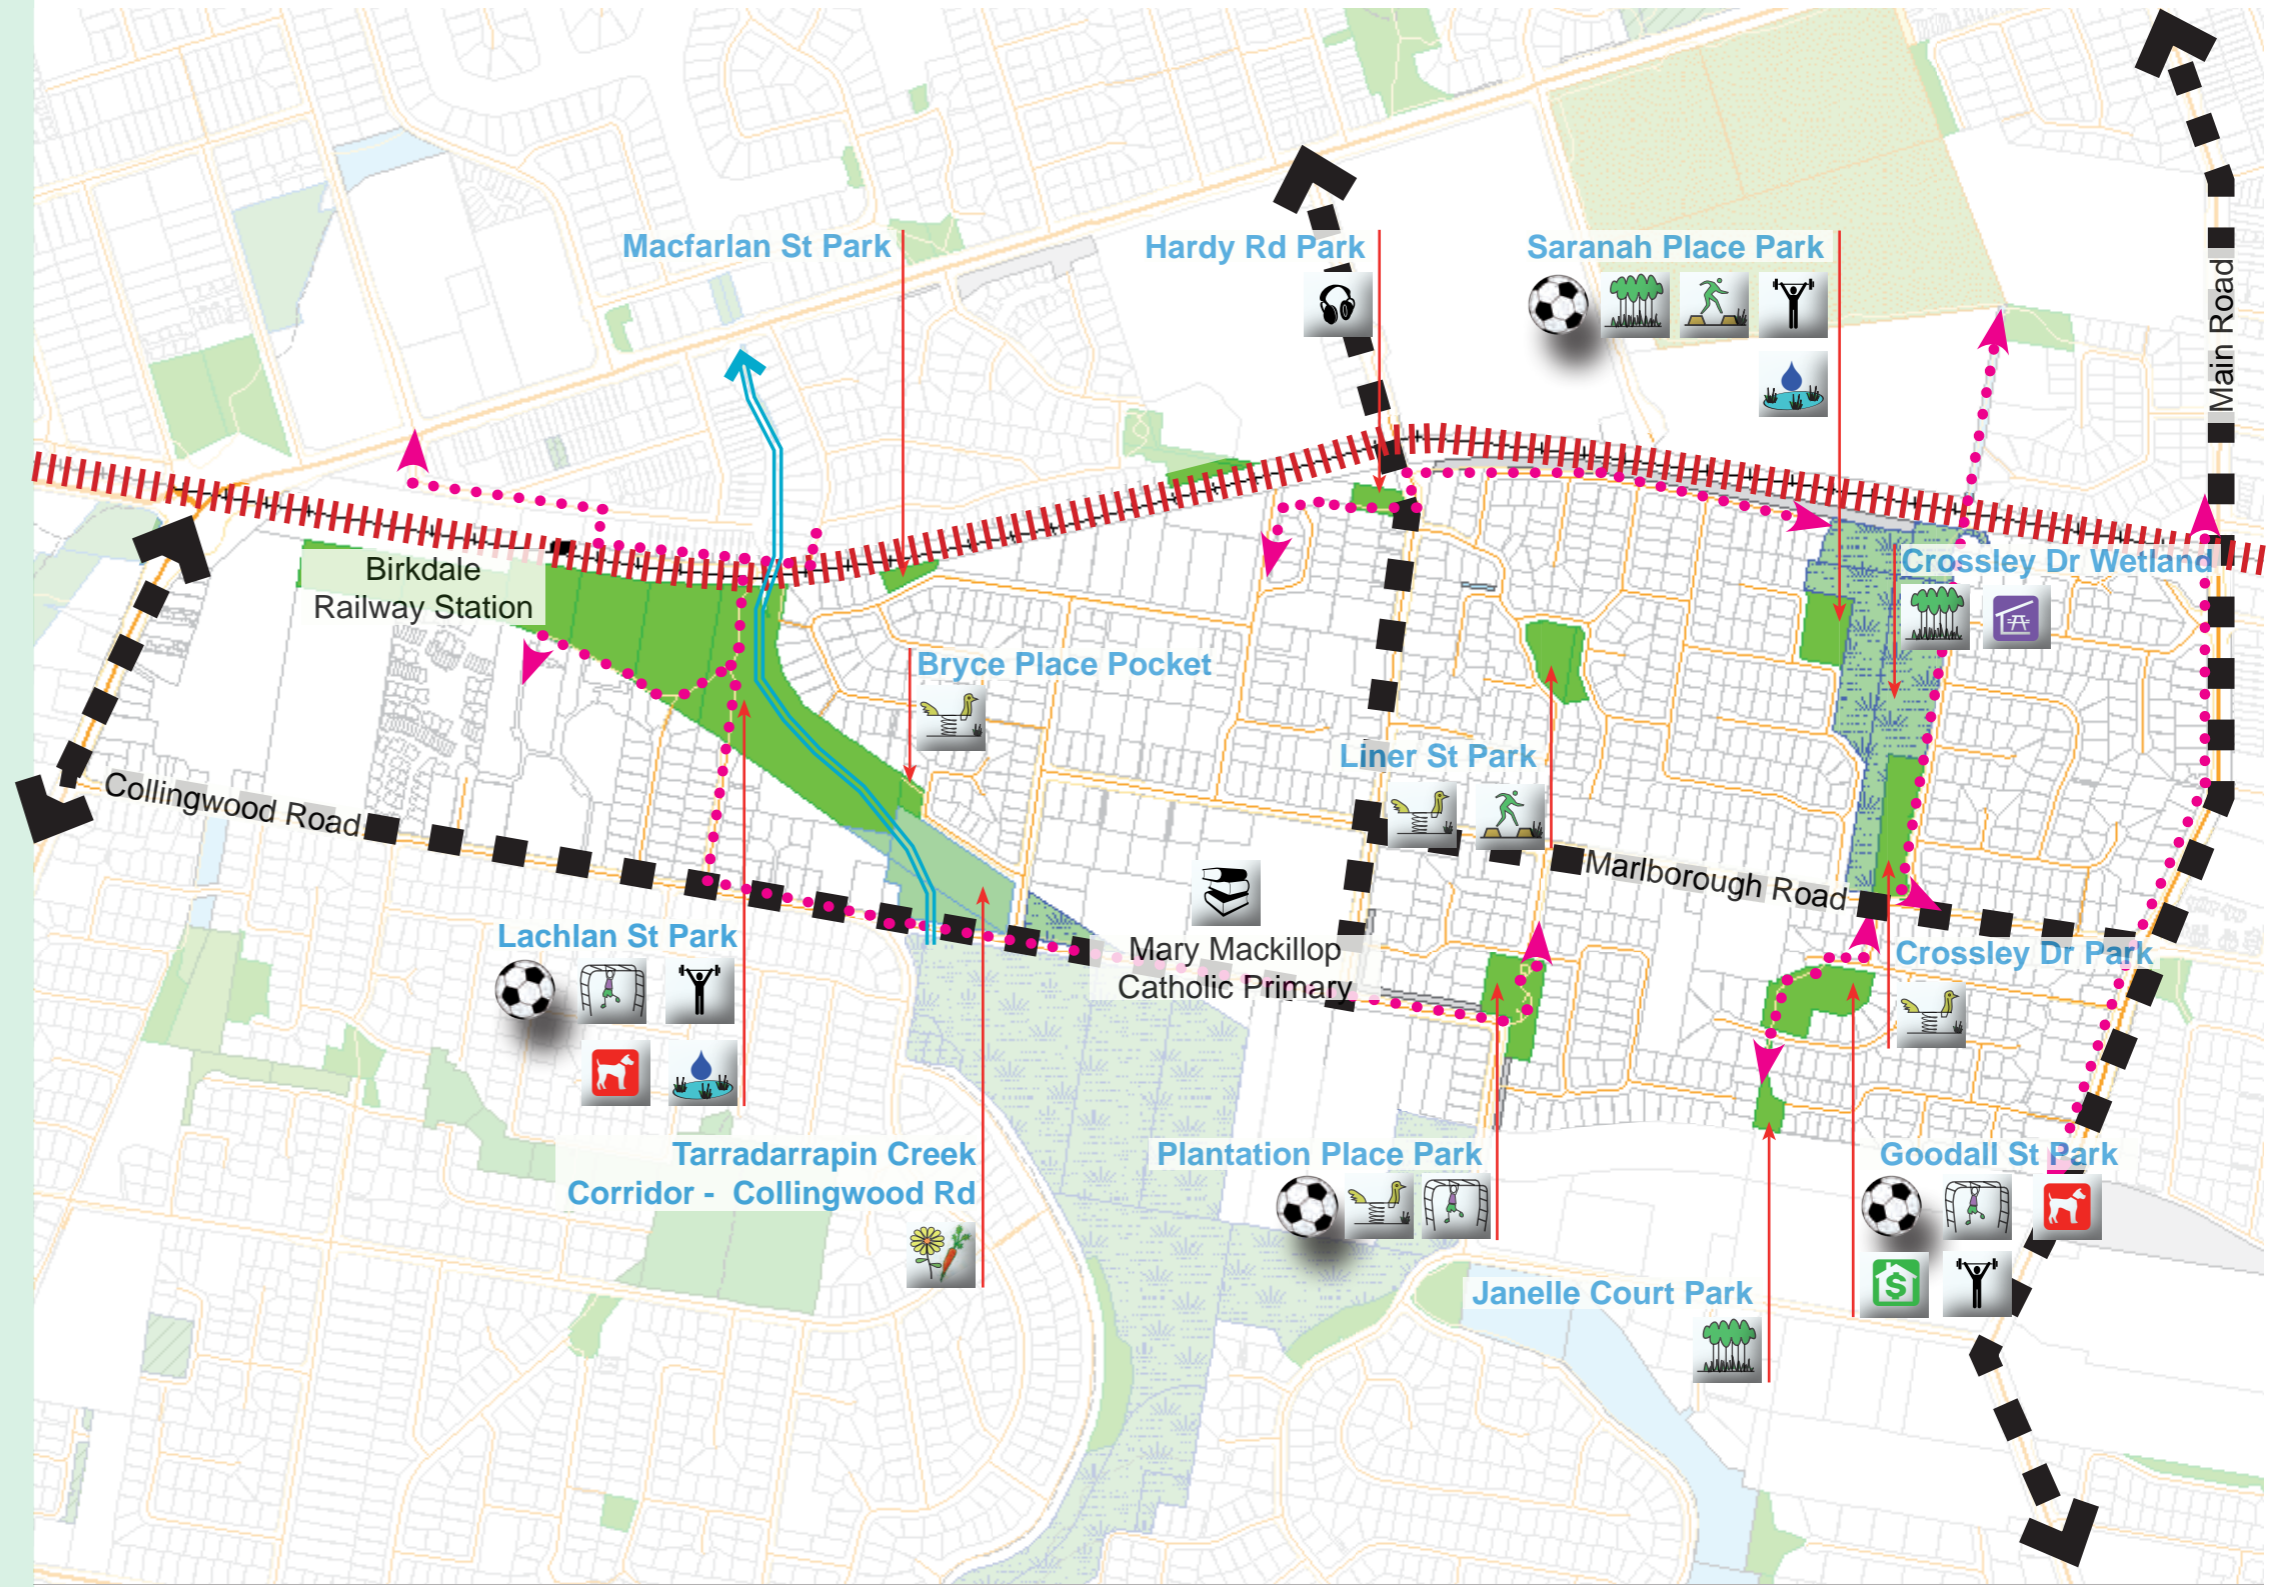 Macfarlan St Park
Hardy Rd Park
Saranah Place Park
Main Road
Birkdale
Railway Station
Crossley Dr Wetland
Bryce Place Pocket
Liner St Park
Collingwood Road
Marlborough Road
Lachlan St Park
Mary Mackillop
Catholic Primary
Crossley Dr Park
Tarradarrapin Creek
Corridor - Collingwood Rd
Plantation Place Park
Goodall St Park
Janelle Court Park
$